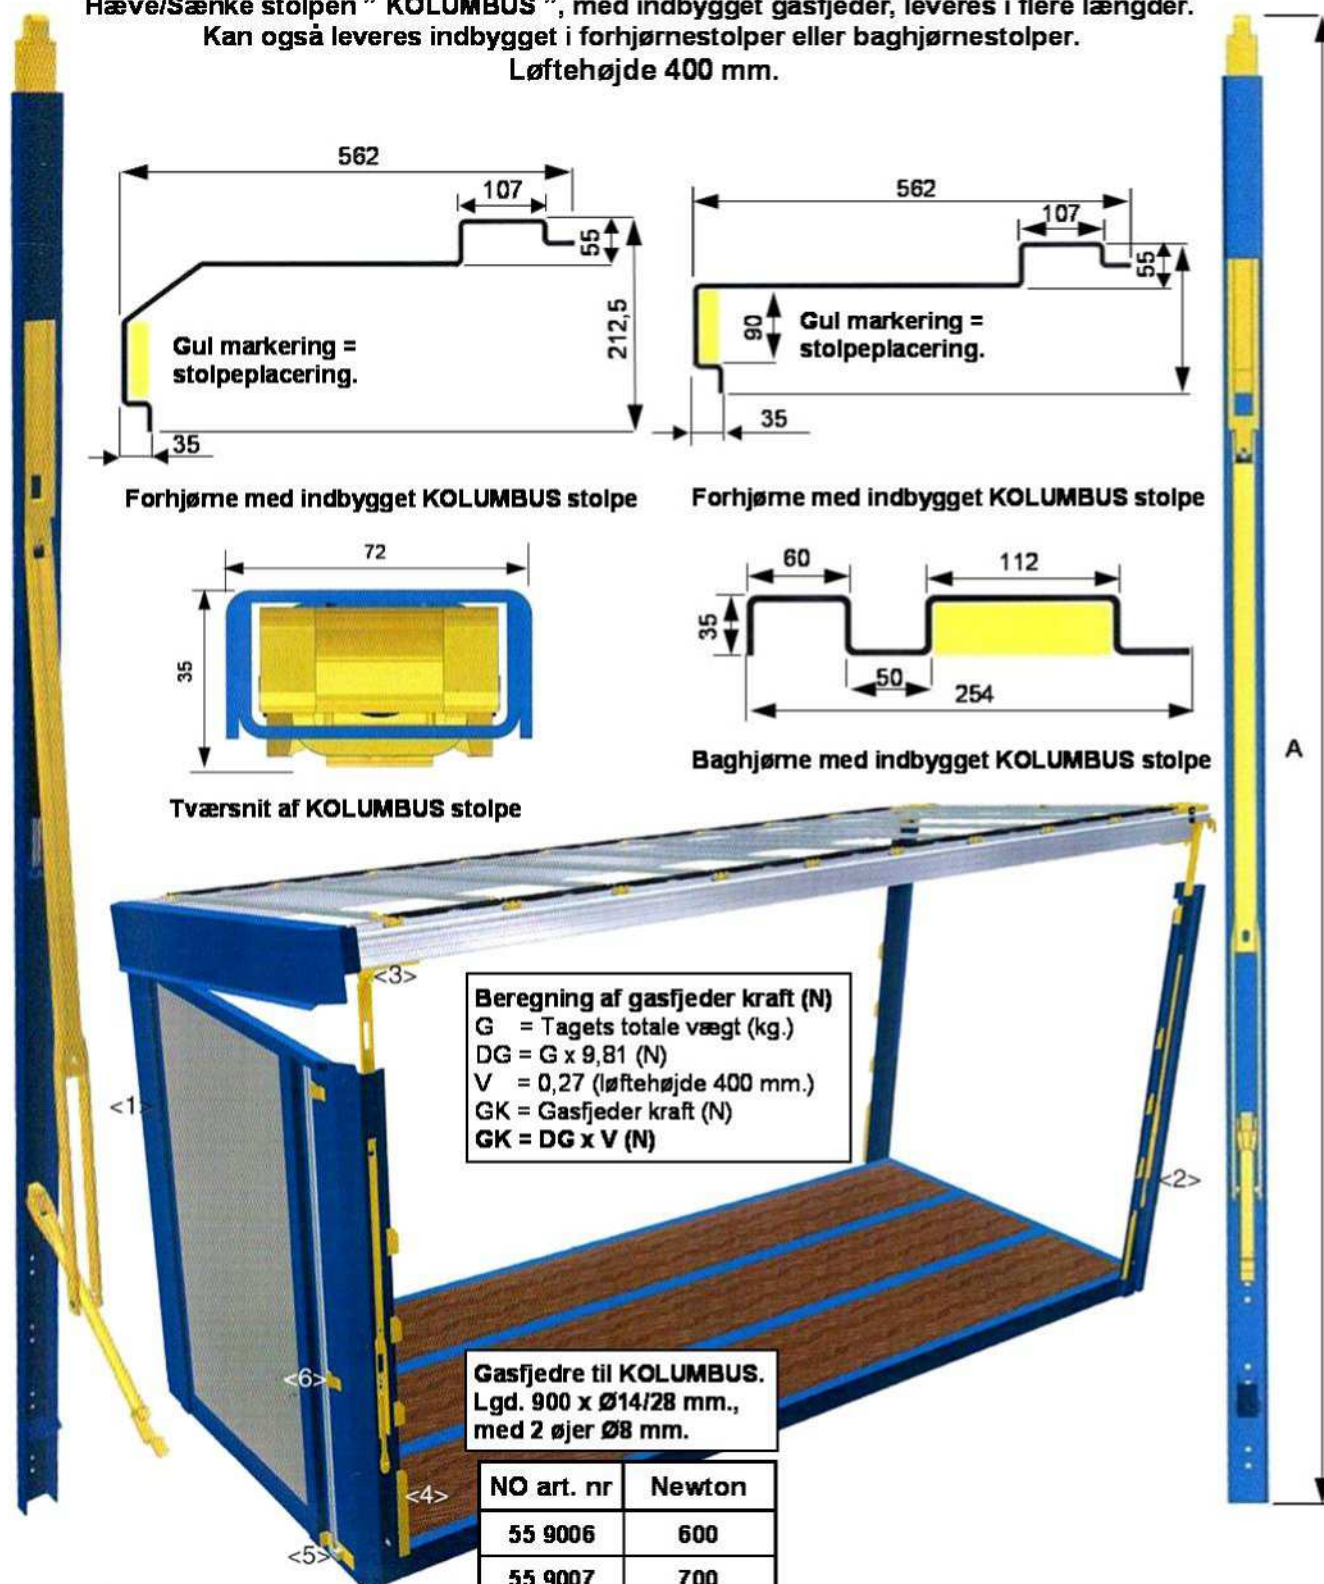 Hæve/Sænke stolpen " KOLUMBUS ", med indbygget gasfjeder, leveres i flere længder.
Kan også leveres indbygget i forhjørnestolper eller baghjørnestolper.
Løftehøjde 400 mm.
562
107
55
212,5
Gul markering =
stolpeplacering.
35
Forhjørne med indbygget KOLUMBUS stolpe
562
107
55
90
Gul markering =
stolpeplacering.
35
Forhjørne med indbygget KOLUMBUS stolpe
72
35
Tværsnit af KOLUMBUS stolpe
60
112
35
50
254
Baghjørne med indbygget KOLUMBUS stolpe
A
<3>
Beregning af gasfjeder kraft (N)
G = Tagets totale vægt (kg.)
DG = G x 9,81 (N)
V = 0,27 (løftehøjde 400 mm.)
GK = Gasfjeder kraft (N)
GK = DG x V (N)
<1>
<2>
<6>
Gasfjedre til KOLUMBUS.
Lgd. 900 x Ø14/28 mm.,
med 2 øjer Ø8 mm.
<4>
<5>
NO art. nr Newton
55 9006 600
55 9007 700